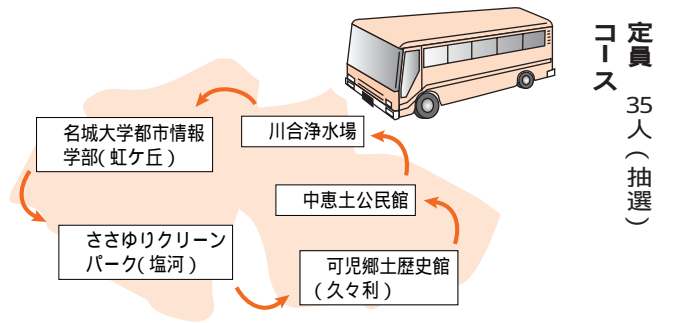 定員 35人(抽選)
コース
川合浄水場
名城大学都市情報
学部(虹ケ丘)
中恵土公民館
ささゆりクリーン
パーク(塩河)
可児郷土歴史館
(久々利)